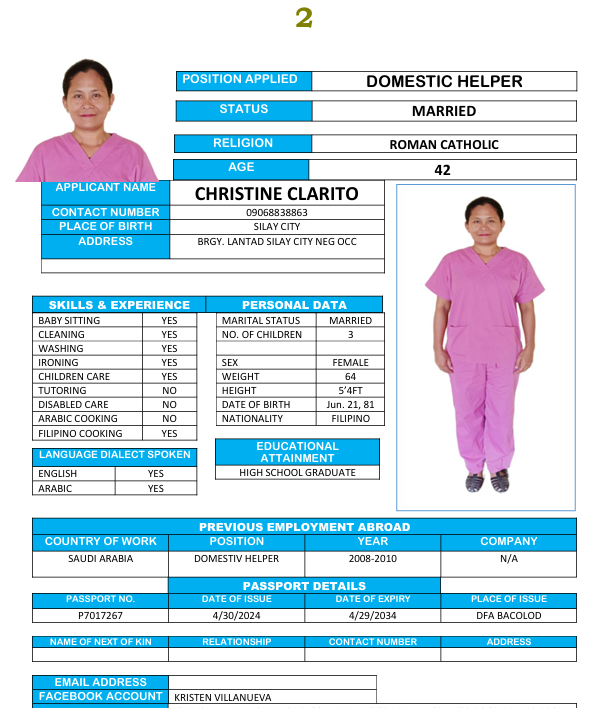 2
POSITION APPLIED DOMESTIC HELPER
STATUS MARRIED
RELIGION ROMAN CATHOLIC
AGE 42
APPLICANT NAME CHRISTINE CLARITO
CONTACT NUMBER 09068838863
PLACE OF BIRTH SILAY CITY
ADDRESS BRGY. LANTAD SILAY CITY NEG OCC
SKILLS & EXPERIENCE PERSONAL DATA
BABY SITTING YES MARITAL STATUS MARRIED
CLEANING YES NO. OF CHILDREN 3
WASHING YES
IRONING YES SEX FEMALE
CHILDREN CARE YES WEIGHT 64
TUTORING NO HEIGHT 5'4FT
DISABLED CARE NO DATE OF BIRTH Jun. 21, 81
ARABIC COOKING NO NATIONALITY FILIPINO
FILIPINO COOKING YES
LANGUAGE DIALECT SPOKEN
ENGLISH YES
ARABIC YES
EDUCATIONAL
ATTAINMENT
HIGH SCHOOL GRADUATE
PREVIOUS EMPLOYMENT ABROAD
COUNTRY OF WORK POSITION YEAR COMPANY
SAUDI ARABIA DOMESTIV HELPER 2008-2010 N/A
PASSPORT DETAILS
PASSPORT NO. DATE OF ISSUE DATE OF EXPIRY PLACE OF ISSUE
P7017267 4/30/2024 4/29/2034 DFA BACOLOD
NAME OF NEXT OF KIN RELATIONSHIP CONTACT NUMBER ADDRESS
EMAIL ADDRESS
FACEBOOK ACCOUNT KRISTEN VILLANUEVA